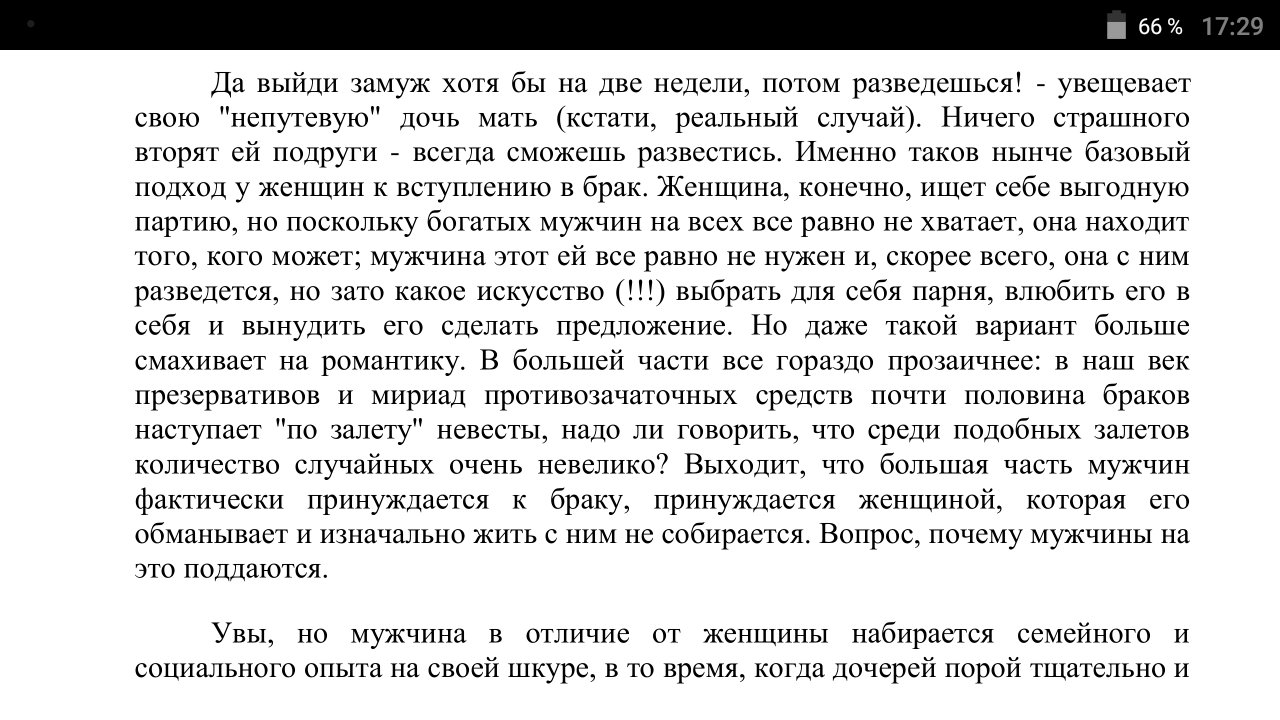 66 % 17:29
Да выйди замуж хотя бы на две недели, потом разведешься! - увещевает
свою "непутевую" дочь мать (кстати, реальный случай). Ничего страшного
вторят ей подруги - всегда сможешь развестись. Именно таков нынче базовый
подход у женщин к вступлению в брак. Женщина, конечно, ищет себе выгодную
партию, но поскольку богатых мужчин на всех все равно не хватает, она находит
того, кого может; мужчина этот ей все равно не нужен и, скорее всего, она с ним
разведется, но зато какое искусство (!!!) выбрать для себя парня, влюбить его в
себя и вынудить его сделать предложение. Но даже такой вариант больше
смахивает на романтику. В большей части все гораздо прозаичнее: в наш век
презервативов и мириад противозачаточных средств почти половина браков
наступает "по залету" невесты, надо ли говорить, что среди подобных залетов
количество случайных очень невелико? Выходит, что большая часть мужчин
фактически принуждается к браку, принуждается женщиной, которая его
обманывает и изначально жить с ним не собирается. Вопрос, почему мужчины на
это поддаются.
Увы, но мужчина в отличие от женщины набирается семейного и
социального опыта на своей шкуре, в то время, когда дочерей порой тщательно и